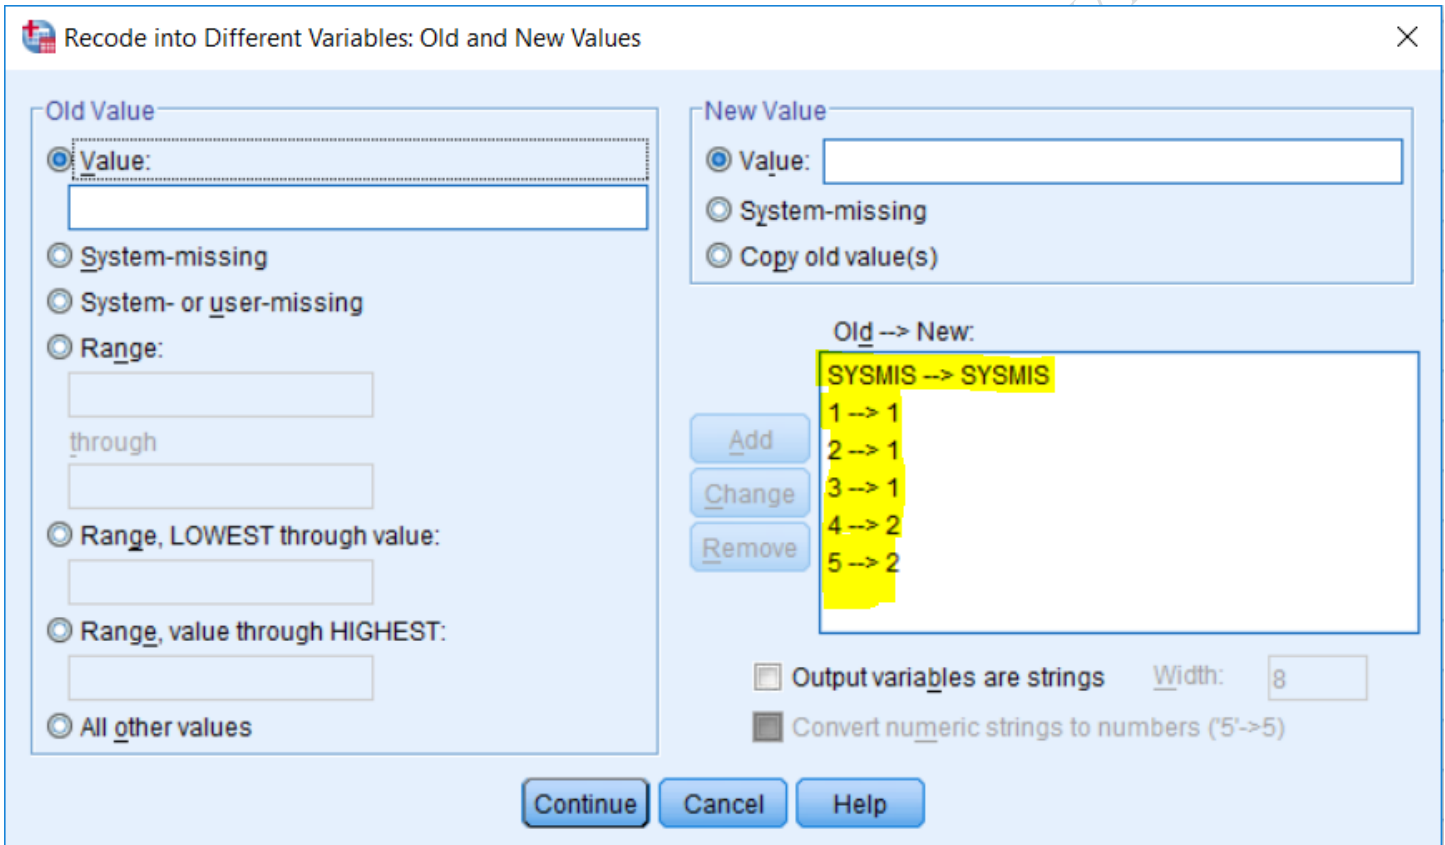 Recode into Different Variables: Old and New Values
Old Value
Value:
System-missing
System- or user-missing
Range:
through
Range, LOWEST through value:
Range, value through HIGHEST:
All other values
New Value
Value:
System-missing
Copy old value(s)
Old --> New:
SYSMIS --> SYSMIS
1 --> 1
2 --> 1
3 --> 1
4 --> 2
5 --> 2
Add
Change
Remove
Output variables are strings Width: 8
Convert numeric strings to numbers ('5'->5)
Continue Cancel Help